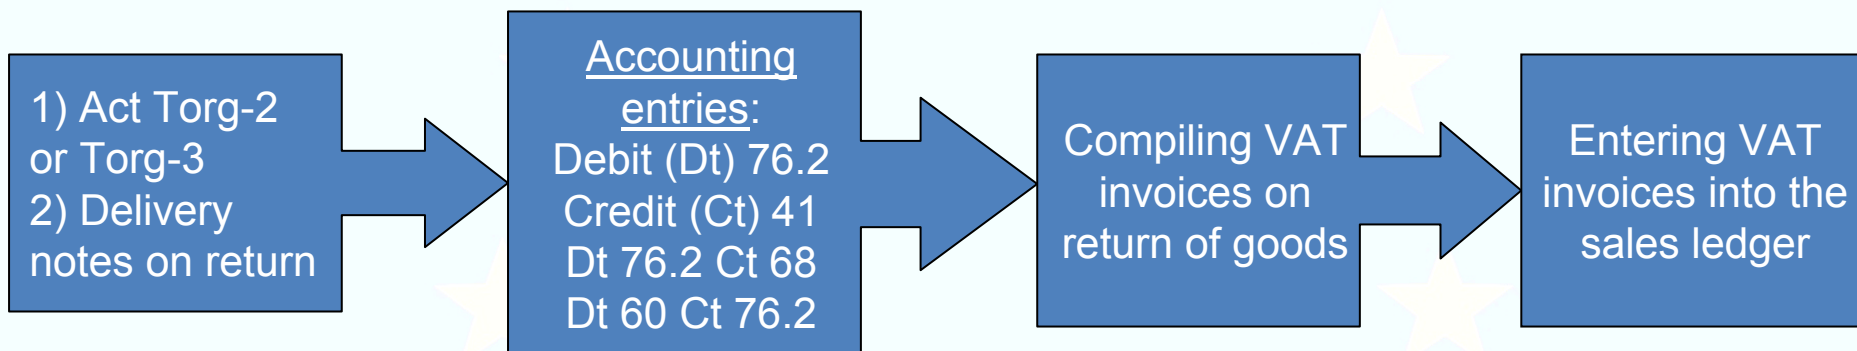 1) Act Torg-2
or Torg-3
2) Delivery
notes on return
Accounting
entries:
Debit (Dt) 76.2
Credit (Ct) 41
Dt 76.2 Ct 68
Dt 60 Ct 76.2
Compiling VAT
invoices on
return of goods
Entering VAT
invoices into the
sales ledger